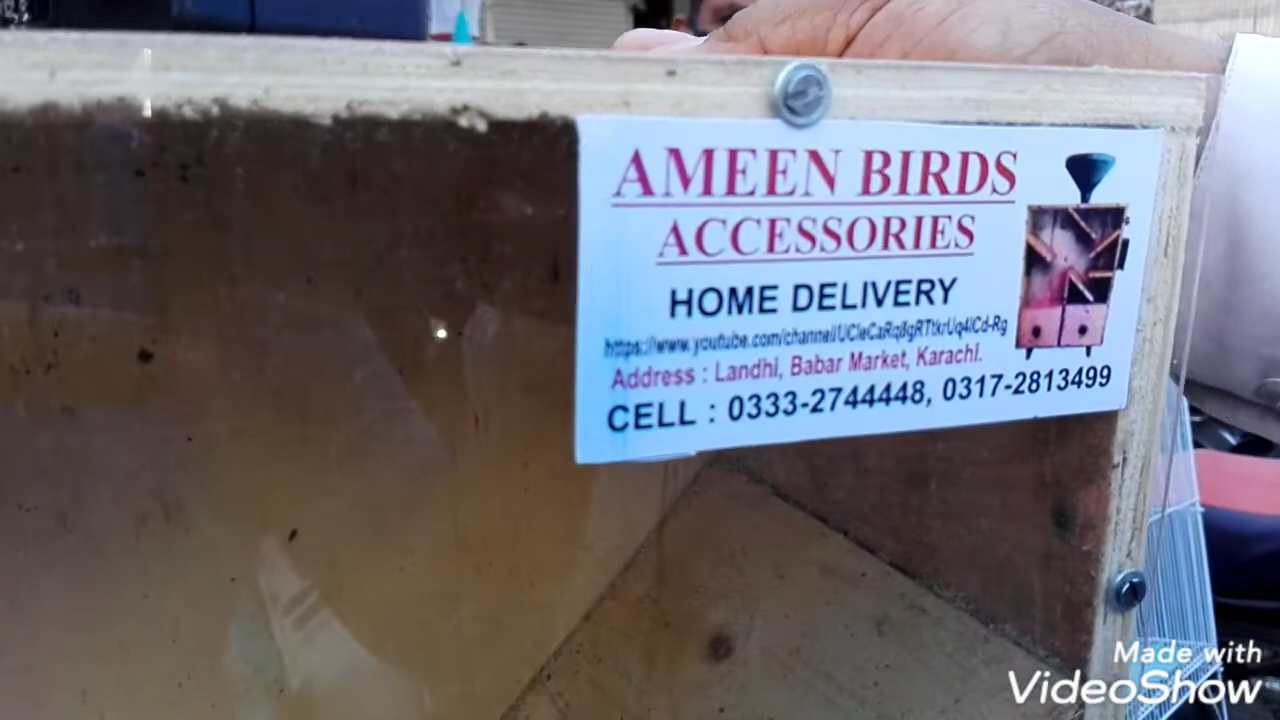 AMEEN BIRDS
ACCESSORIES
HOME DELIVERY
Address : Landhi, Babar Market, Karachi.
CELL : 0333-2744448, 0317-2813499
Made with
VideoShow